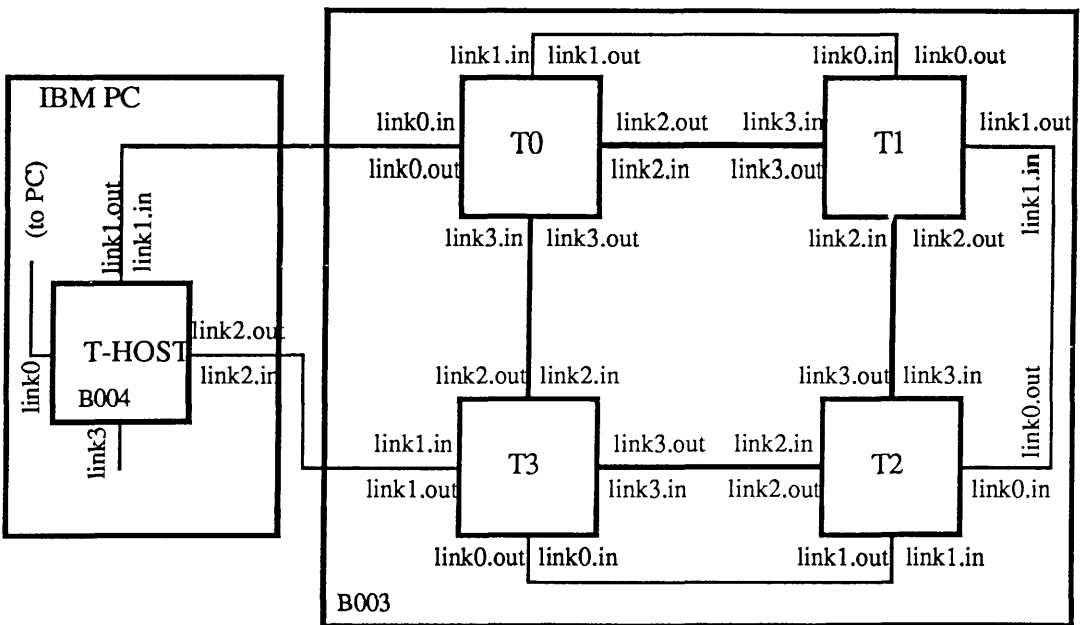 IBM PC
(to PC)
link1.out
link1.in
link0
T-HOST
B004
link3
link2.out
link2.in
link1.in link1.out
link0.in link0.out
link0.in
link0.out
T0
link2.out
link2.in
link3.in
link3.out
T1
link1.out
link1.in
link3.in link3.out
link2.in link2.out
link2.out link2.in
link3.out link3.in
link0.out
link1.in
link1.out
T3
link3.out
link3.in
link2.in
link2.out
T2
link0.in
link0.out link0.in
link1.out link1.in
B003